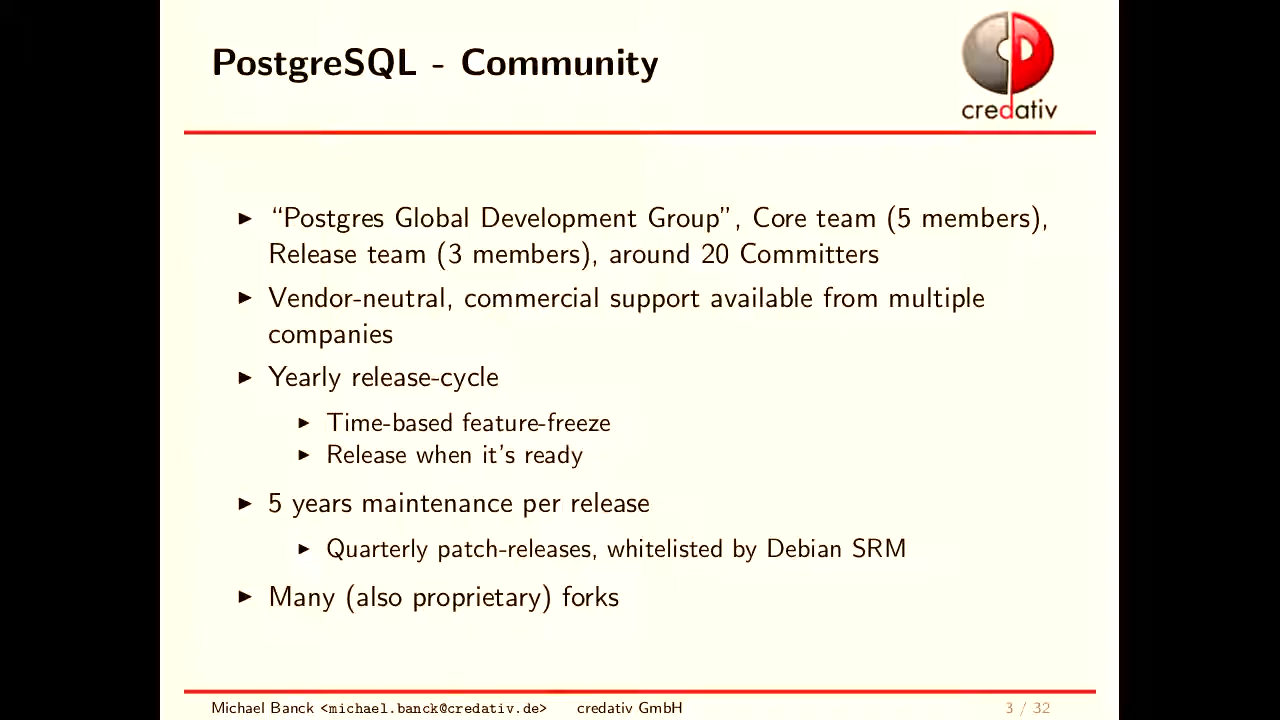 PostgreSQL - Community
credativ
▶ “Postgres Global Development Group”, Core team (5 members),
Release team (3 members), around 20 Committers
▶ Vendor-neutral, commercial support available from multiple
companies
▶ Yearly release-cycle
▶ Time-based feature-freeze
▶ Release when it's ready
▶ 5 years maintenance per release
▶ Quarterly patch-releases, whitelisted by Debian SRM
▶ Many (also proprietary) forks
Michael Banck <michael.banck@credativ.de> credativ GmbH 3 / 32